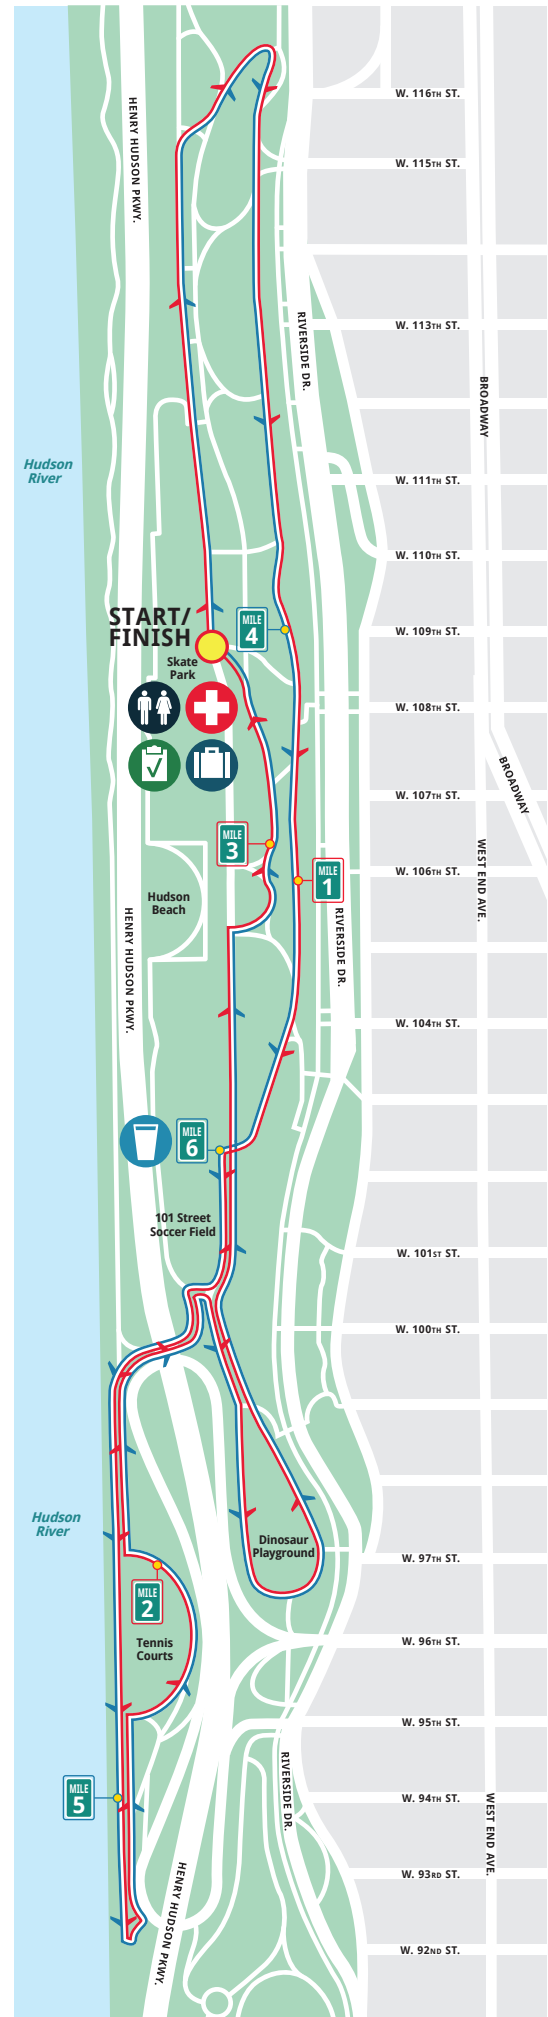 W. 116TH ST.
HENRY HUDSON PKWY.
W. 115TH ST.
RIVERSIDE DR.
W. 113TH ST.
BROADWAY
Hudson
River
W. 111TH ST.
W. 110TH ST.
START/
FINISH
MILE
4
W. 109TH ST.
Skate
Park
W. 108TH ST.
BROADWAY
W. 107TH ST.
MILE
3
WEST END AVE.
MILE
1
W. 106TH ST.
Hudson
Beach
HENRY HUDSON PKWY.
RIVERSIDE DR.
W. 104TH ST.
MILE
6
101 Street
Soccer Field
W. 101ST ST.
W. 100TH ST.
Hudson
River
Dinosaur
Playground
W. 97TH ST.
MILE
2
Tennis
Courts
W. 96TH ST.
W. 95TH ST.
RIVERSIDE DR.
MILE
5
W. 94TH ST.
WEST END AVE.
W. 93RD ST.
HENRY HUDSON PKWY.
W. 92ND ST.